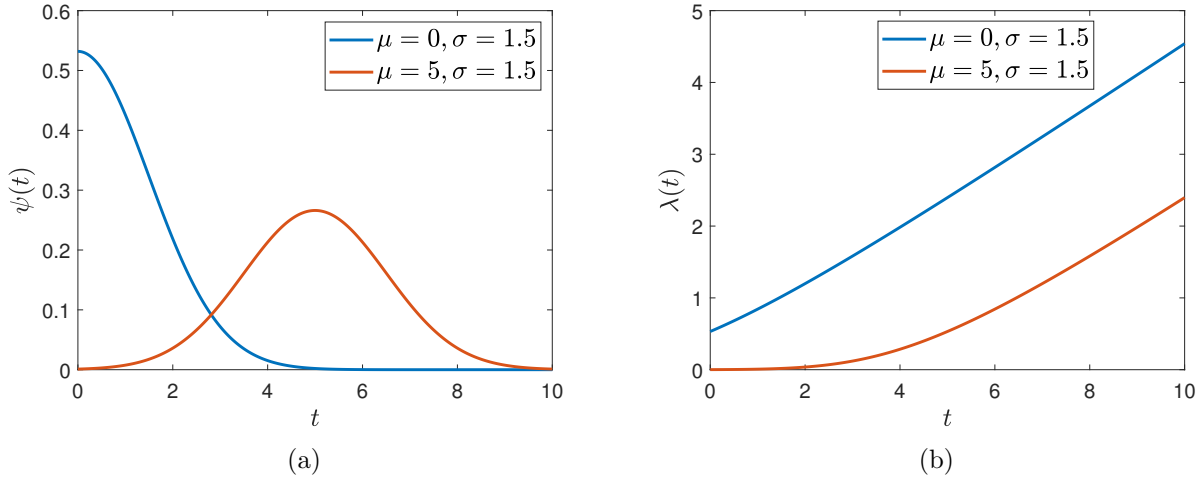 0.6
0.5
0.4
0.3
0.2
0.1
0
ψ(t)
μ = 0, σ = 1.5
μ = 5, σ = 1.5
0 2 4 6 8 10
t
(a)
5
4
3
2
1
0
λ(t)
μ = 0, σ = 1.5
μ = 5, σ = 1.5
0 2 4 6 8 10
t
(b)